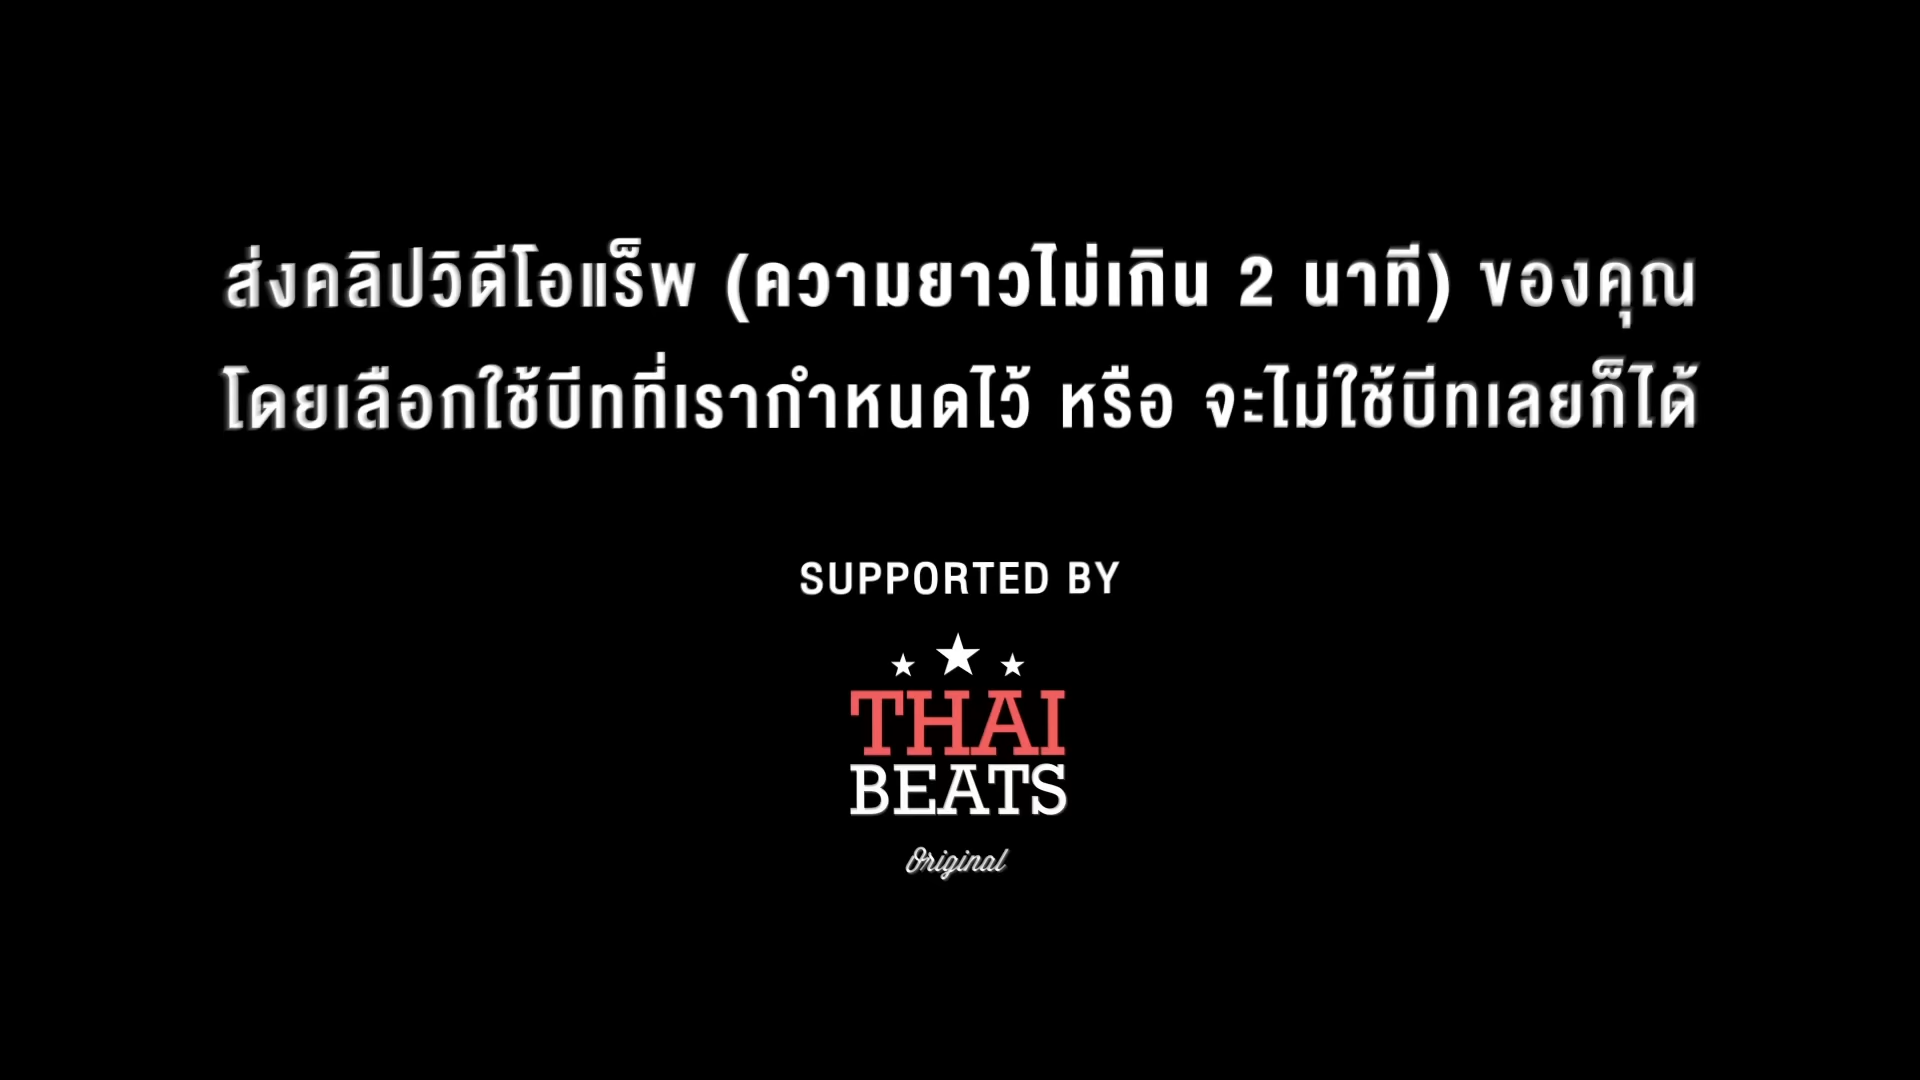 ส่งคลิปวิดีโอแร็พ (ความยาวไม่เกิน 2 นาที) ของคุณ
โดยเลือกใช้บีทที่เรากำหนดไว้ หรือ จะไม่ใช้บีทเลยก็ได้
SUPPORTED BY
THAI
BEATS
Original